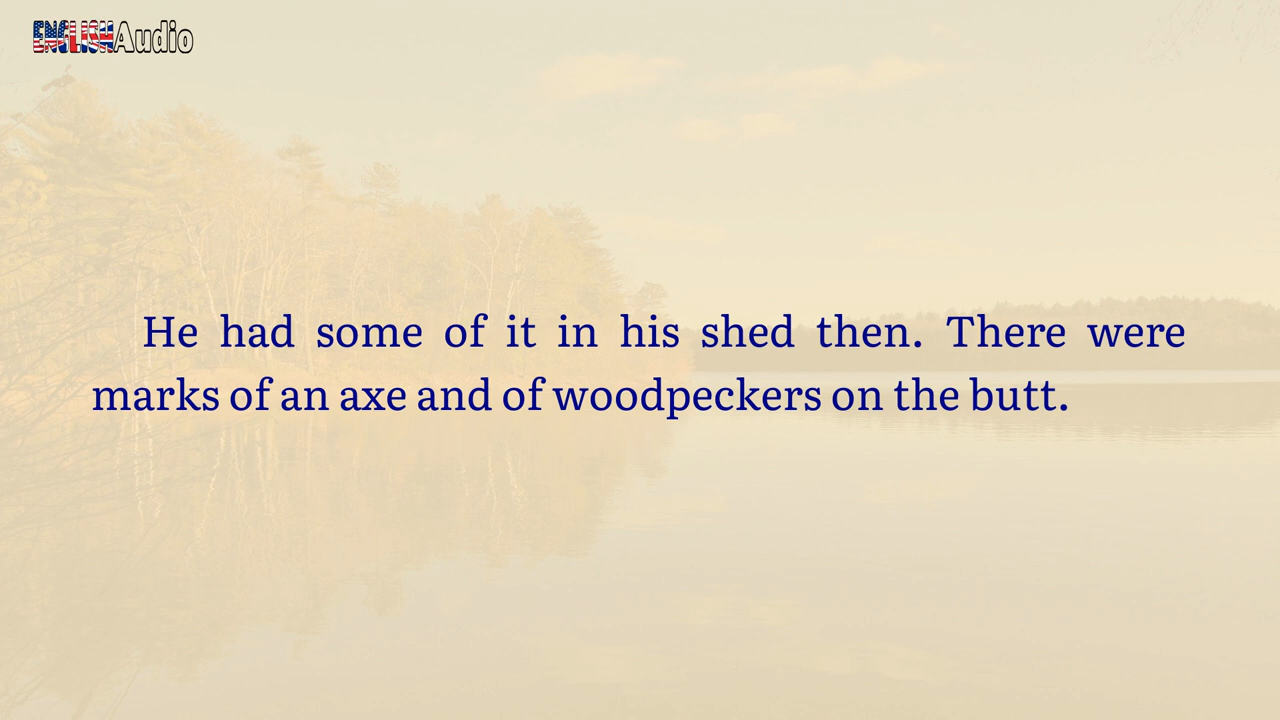 ENGLISHAudio
He had some of it in his shed then. There were
marks of an axe and of woodpeckers on the butt.